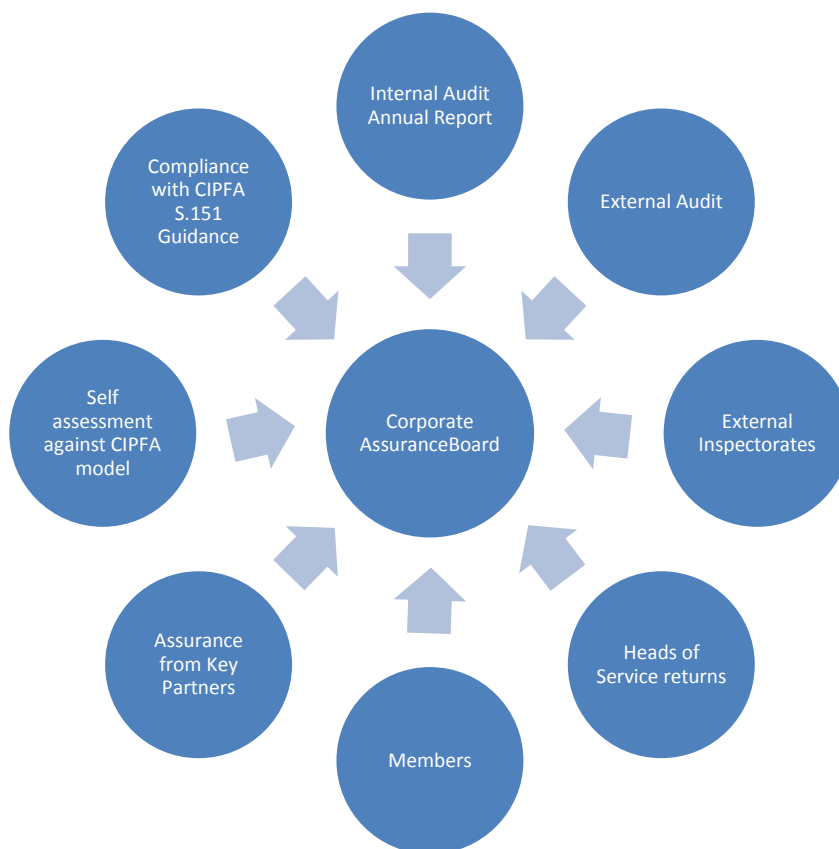 Internal Audit
Annual Report
External Audit
External
Inspectorates
Heads of
Service returns
Members
Assurance
from Key
Partners
Self
assessment
against CIPFA
model
Compliance
with CIPFA
S.151
Guidance
Corporate
AssuranceBoard